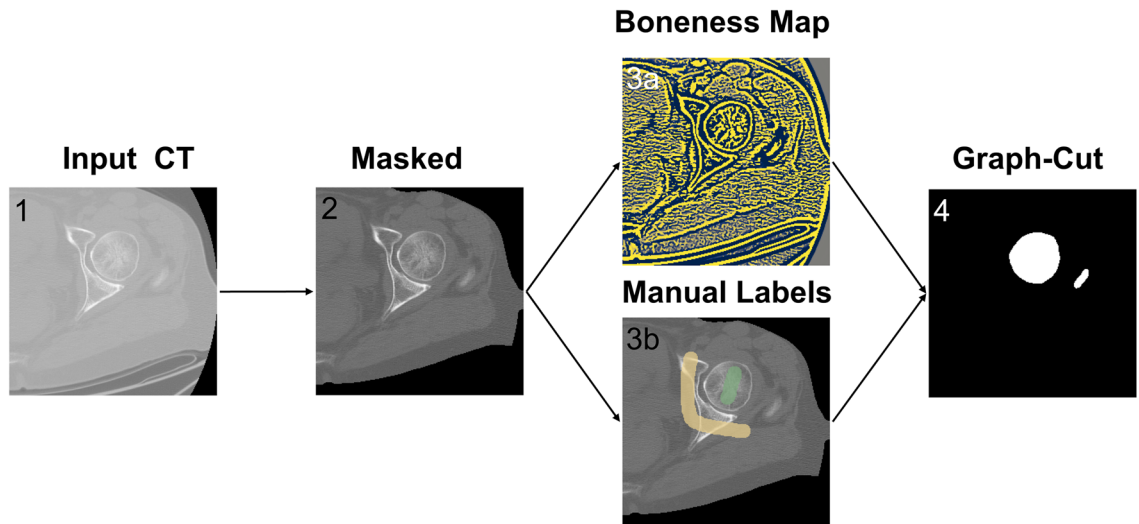 Boneness Map
3a
Input CT
Masked
Graph-Cut
1
2
4
Manual Labels
3b